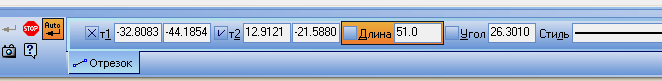 STOP Auto т1 -32.8083 -44.1854 т2 12.9121 -21.5880 Длина 51.0 Угол 26.3010 Стиль
Отрезок